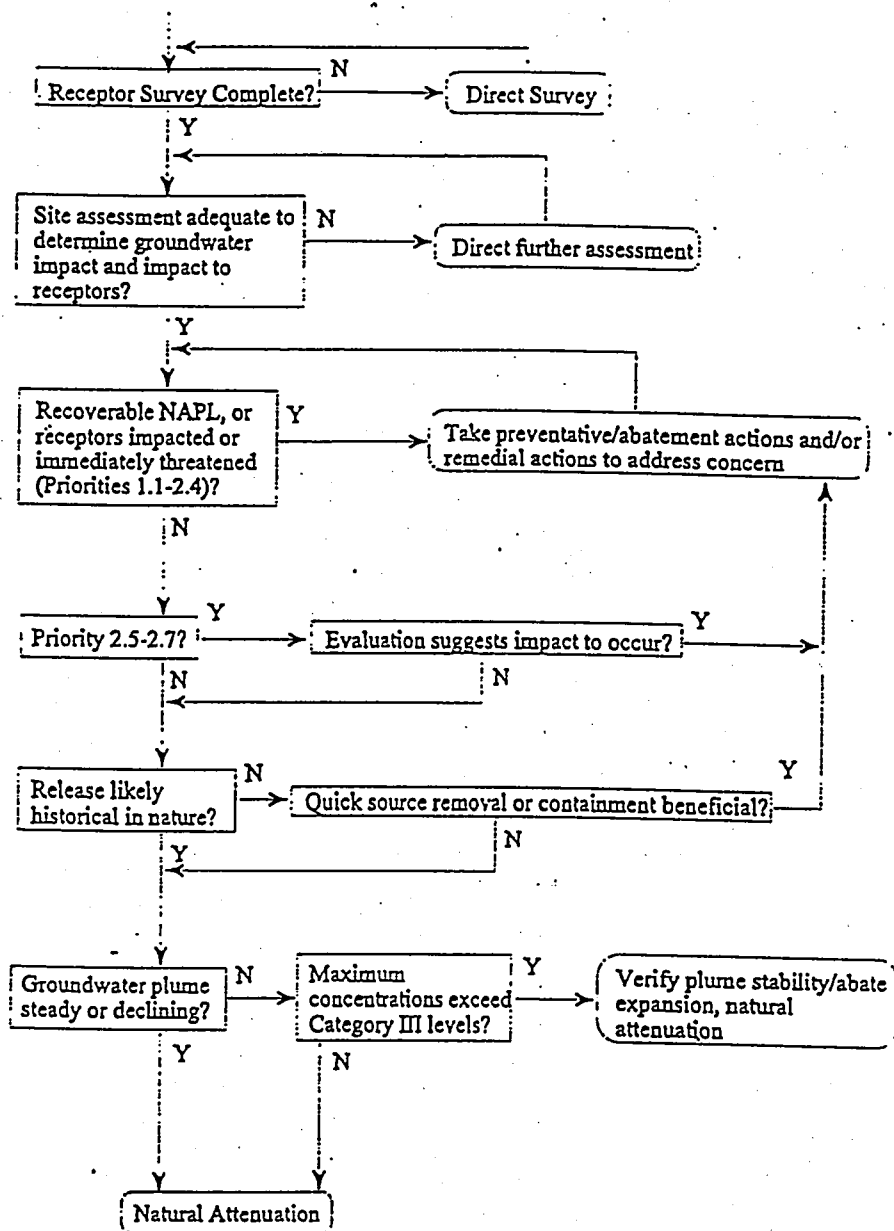 N
Receptor Survey Complete?
Direct Survey
Y
Site assessment adequate to
determine groundwater
impact and impact to
receptors?
N
Direct further assessment
Y
Recoverable NAPL, or
receptors impacted or
immediately threatened
(Priorities 1.1-2.4)?
Y
Take preventative/abatement actions and/or
remedial actions to address concern
N
Priority 2.5-2.7?
Y
Evaluation suggests impact to occur?
Y
N
N
Release likely
historical in nature?
N
Quick source removal or containment beneficial?
Y
Y
N
Groundwater plume
steady or declining?
N
Maximum
concentrations exceed
Category III levels?
Y
Verify plume stability/abate
expansion, natural
attenuation
Y
N
Natural Attenuation